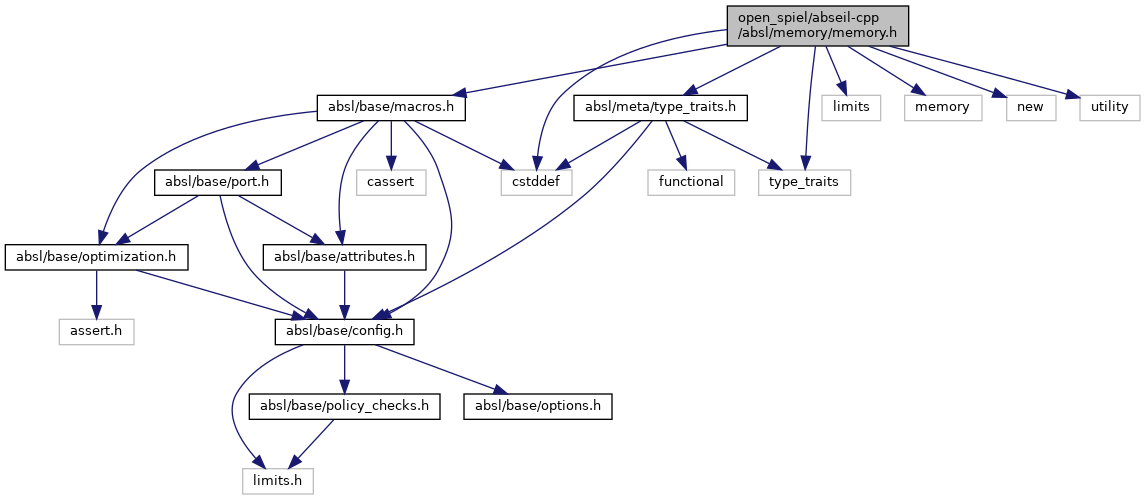 open_spiel/abseil-cpp
/absl/memory/memory.h
absl/base/macros.h
absl/meta/type_traits.h
limits
memory
new
utility
absl/base/port.h
cassert
cstddef
functional
type_traits
absl/base/optimization.h
absl/base/attributes.h
assert.h
absl/base/config.h
absl/base/policy_checks.h
absl/base/options.h
limits.h